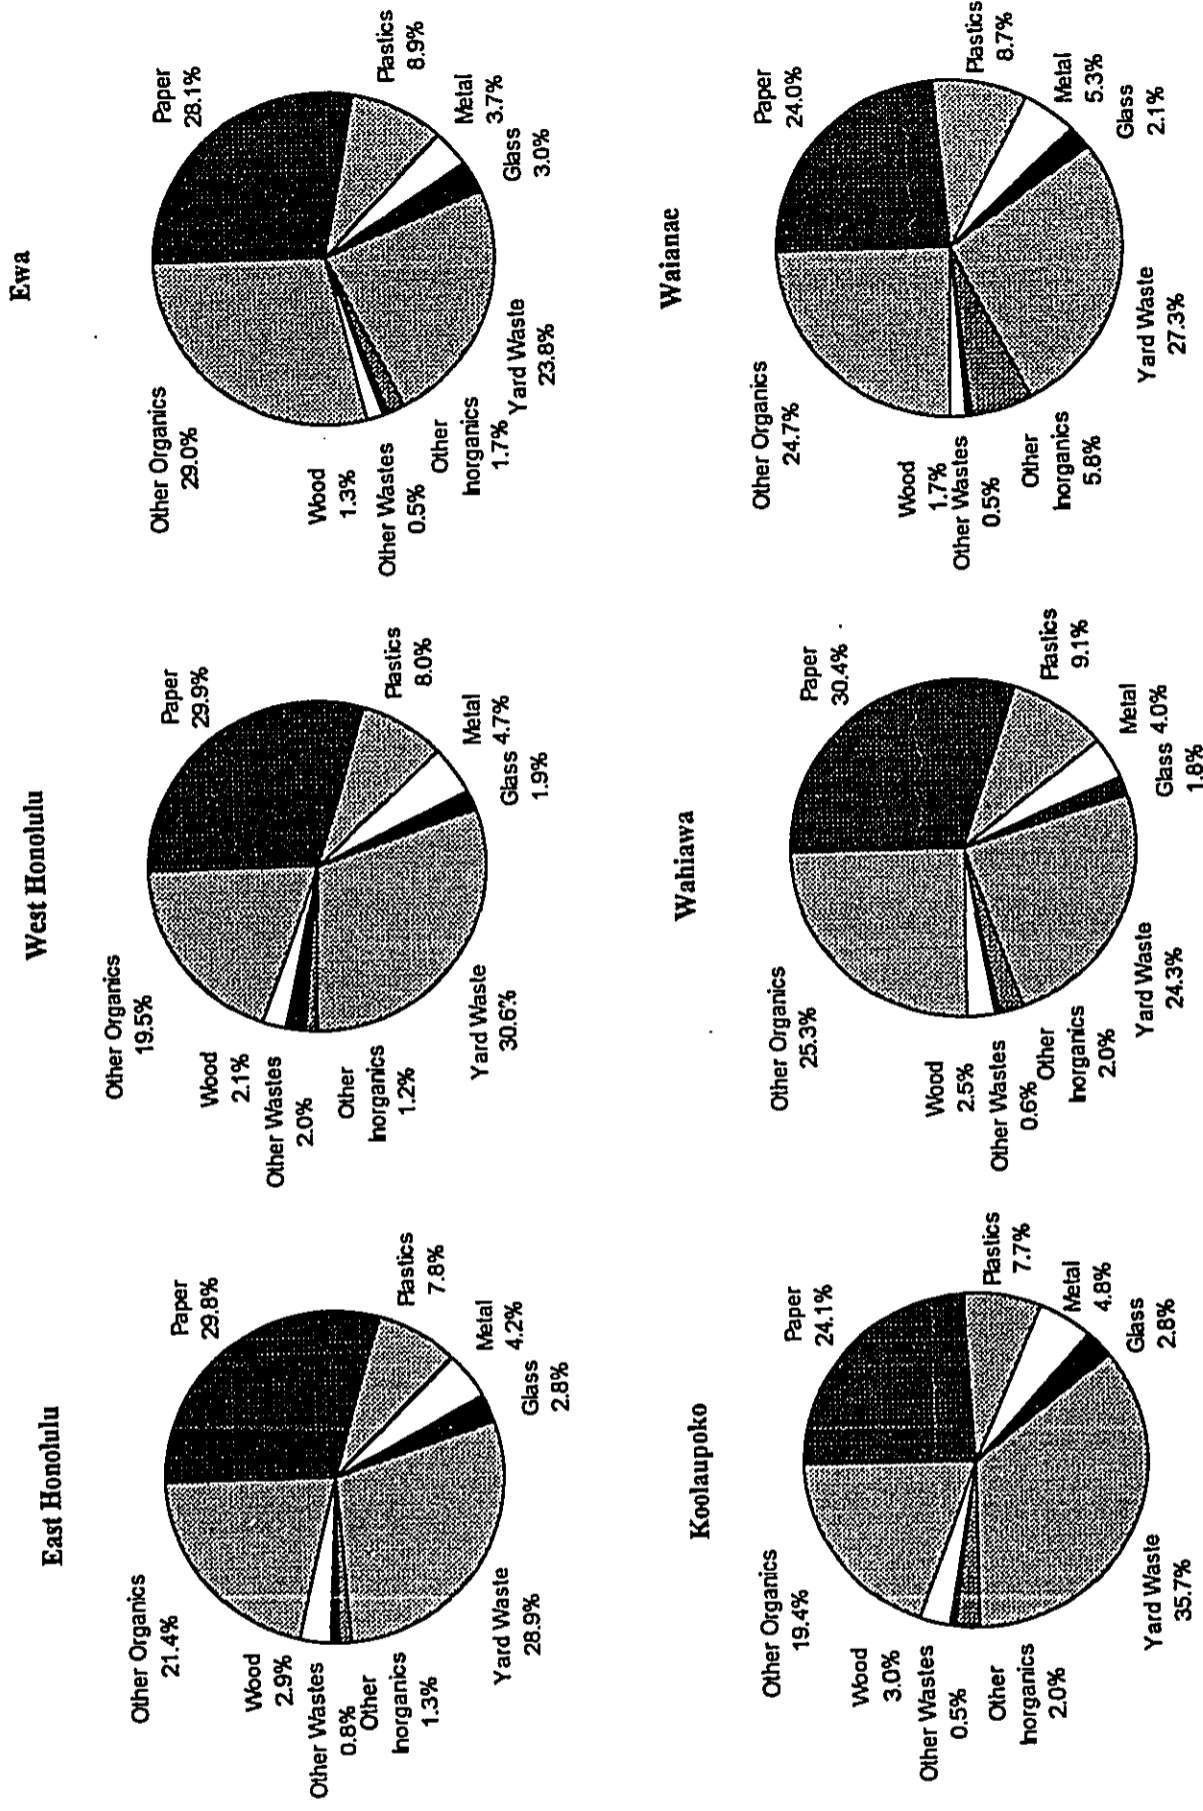 East Honolulu
Paper
29.8%
Plastics
7.8%
Metal
4.2%
Glass
2.8%
Yard Waste
28.9%
Other
Inorganics
1.3%
Other Wastes
0.8%
Wood
2.9%
Other Organics
21.4%
West Honolulu
Paper
29.9%
Plastics
8.0%
Metal
4.7%
Glass
1.9%
Yard Waste
30.6%
Other
Inorganics
1.2%
Other Wastes
2.0%
Wood
2.1%
Other Organics
19.5%
Ewa
Paper
28.1%
Plastics
8.9%
Metal
3.7%
Glass
3.0%
Yard Waste
23.8%
Other
Inorganics
1.7%
Other Wastes
0.5%
Wood
1.3%
Other Organics
29.0%
Koolaupoko
Paper
24.1%
Plastics
7.7%
Metal
4.8%
Glass
2.8%
Yard Waste
35.7%
Other
Inorganics
2.0%
Other Wastes
0.5%
Wood
3.0%
Other Organics
19.4%
Wahiawa
Paper
30.4%
Plastics
9.1%
Metal
4.0%
Glass
1.8%
Yard Waste
24.3%
Other
Inorganics
2.0%
Other Wastes
0.6%
Wood
2.5%
Other Organics
25.3%
Waianae
Paper
24.0%
Plastics
8.7%
Metal
5.3%
Glass
2.1%
Yard Waste
27.3%
Other
Inorganics
5.8%
Other Wastes
0.5%
Wood
1.7%
Other Organics
24.7%